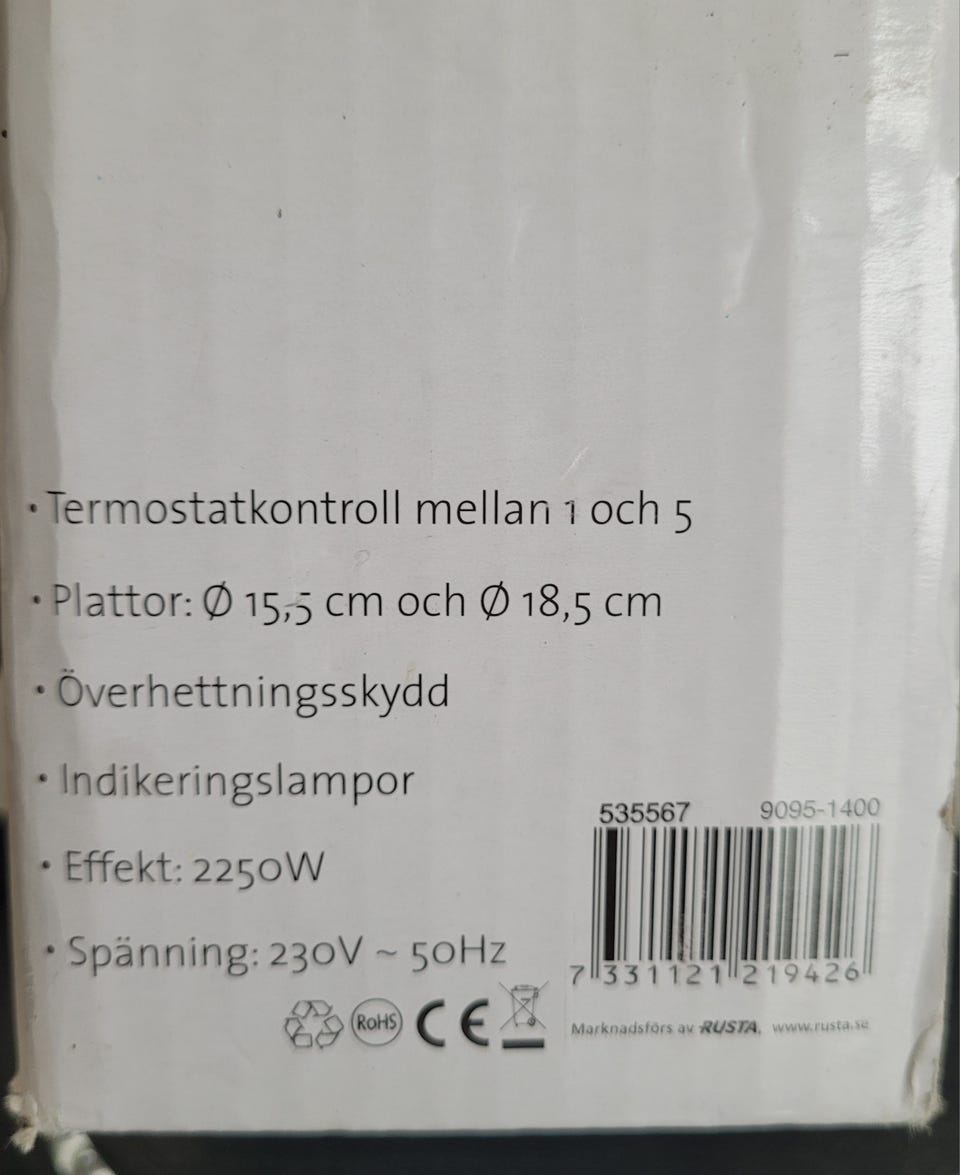 · Termostatkontroll mellan 1 och 5
· Plattor: Ø 15,5 cm och Ø 18,5 cm
· Överhettningsskydd
· Indikeringslampor
· Effekt: 2250W
· Spänning: 230V ~ 50Hz
535567 9095-1400
7 331121 219426
RoHS CE
Marknadsförs av RUSTA, www.rusta.se